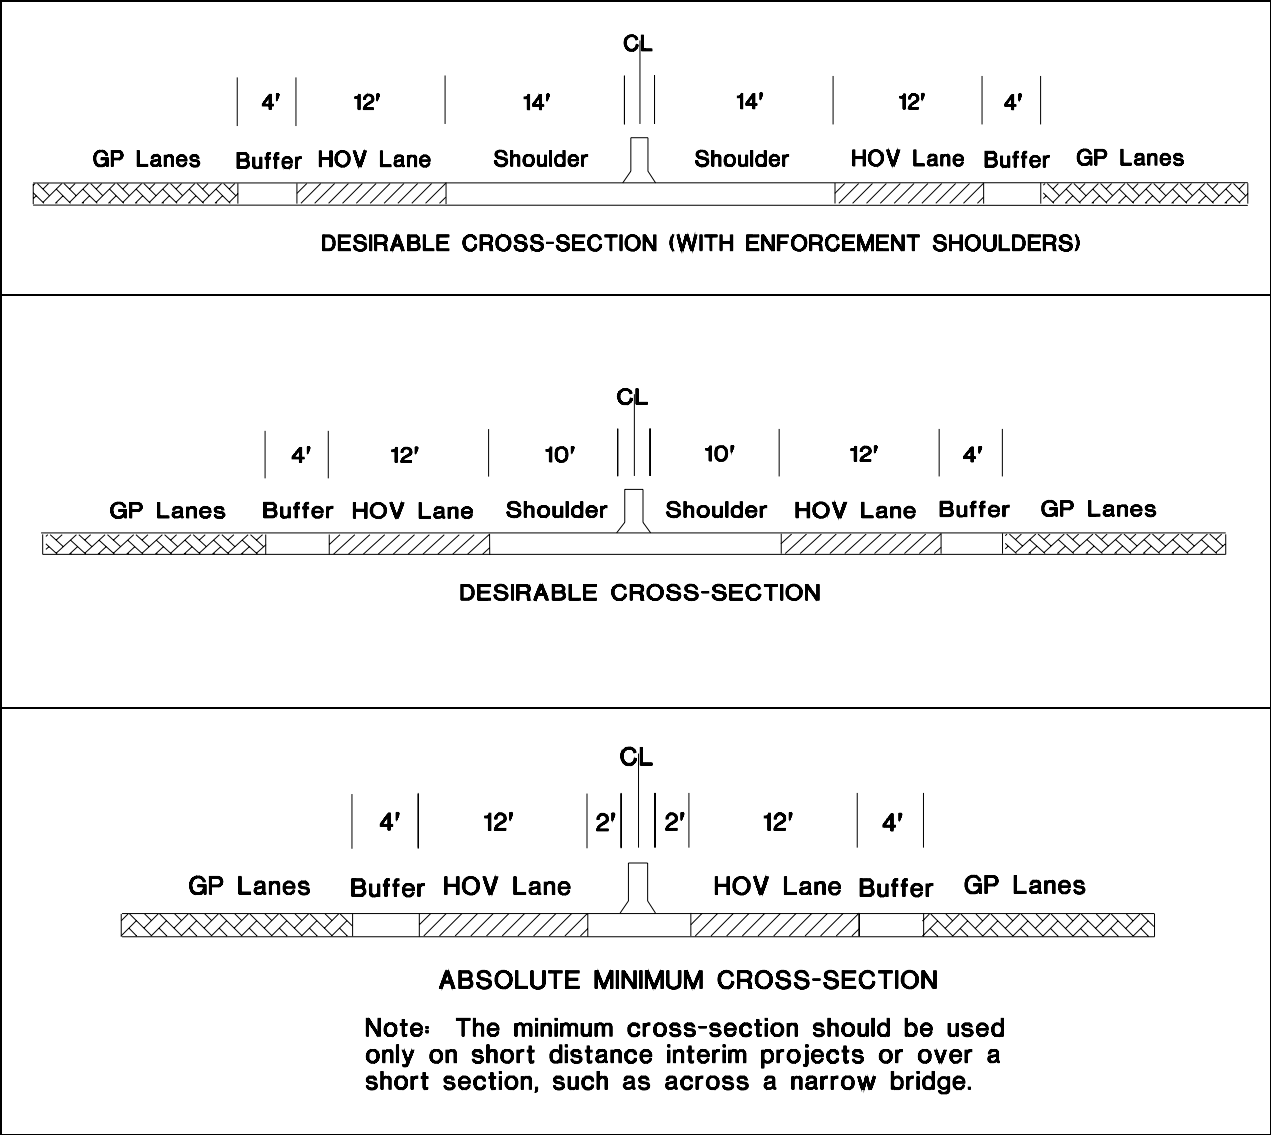 CL
4' 12' 14' 14' 12' 4'
GP Lanes Buffer HOV Lane Shoulder Shoulder HOV Lane Buffer GP Lanes
DESIRABLE CROSS-SECTION (WITH ENFORCEMENT SHOULDERS)
CL
4' 12' 10' 10' 12' 4'
GP Lanes Buffer HOV Lane Shoulder Shoulder HOV Lane Buffer GP Lanes
DESIRABLE CROSS-SECTION
CL
4' 12' 2' 2' 12' 4'
GP Lanes Buffer HOV Lane HOV Lane Buffer GP Lanes
ABSOLUTE MINIMUM CROSS-SECTION
Note: The minimum cross-section should be used
only on short distance interim projects or over a
short section, such as across a narrow bridge.